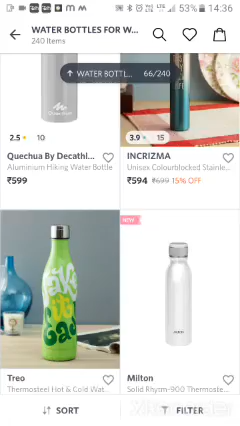 53% 14:36
WATER BOTTLES FOR W...
240 Items
WATER BOTTL... 66/240
2.5 10
3.9 15
Quechua By Decathl...
Aluminium Hiking Water Bottle
₹599
INCRIZMA
Unisex Colourblocked Stainle...
₹594 ₹699 15% OFF
NEW
Treo
Thermosteel Hot & Cold Wat...
Milton
Solid Rhyrm-900 Thermoste...
SORT
FILTER